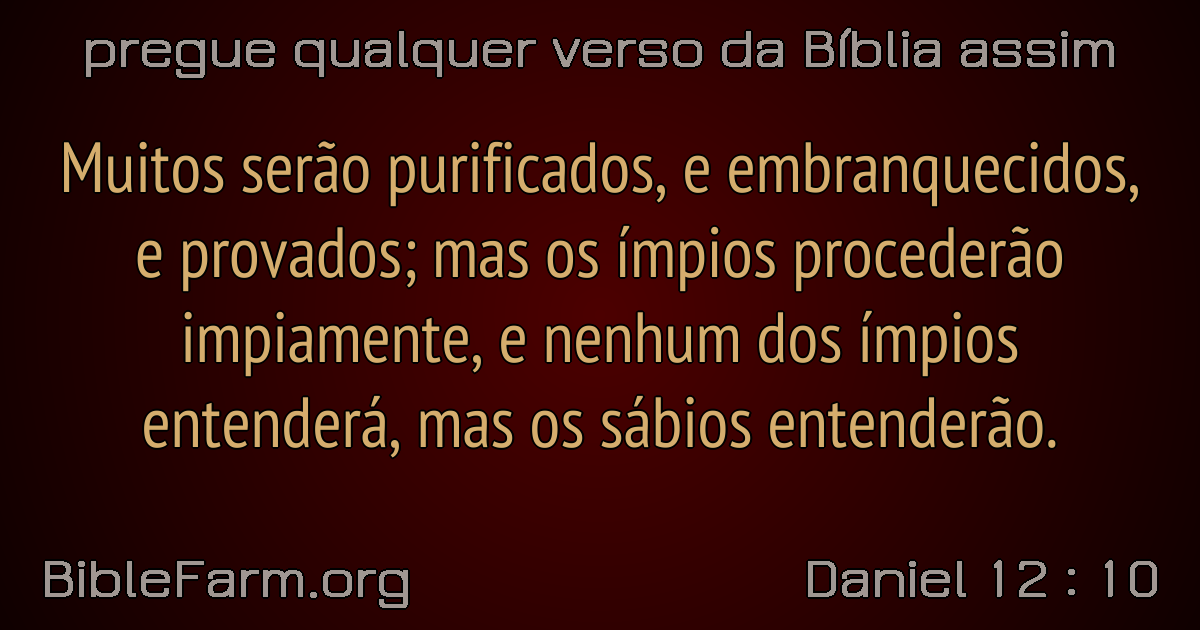 pregue qualquer verso da Bíblia assim
Muitos serão purificados, e embranquecidos,
e provados; mas os ímpios procederão
impiamente, e nenhum dos ímpios
entenderá, mas os sábios entenderão.
BibleFarm.org
Daniel 12 : 10